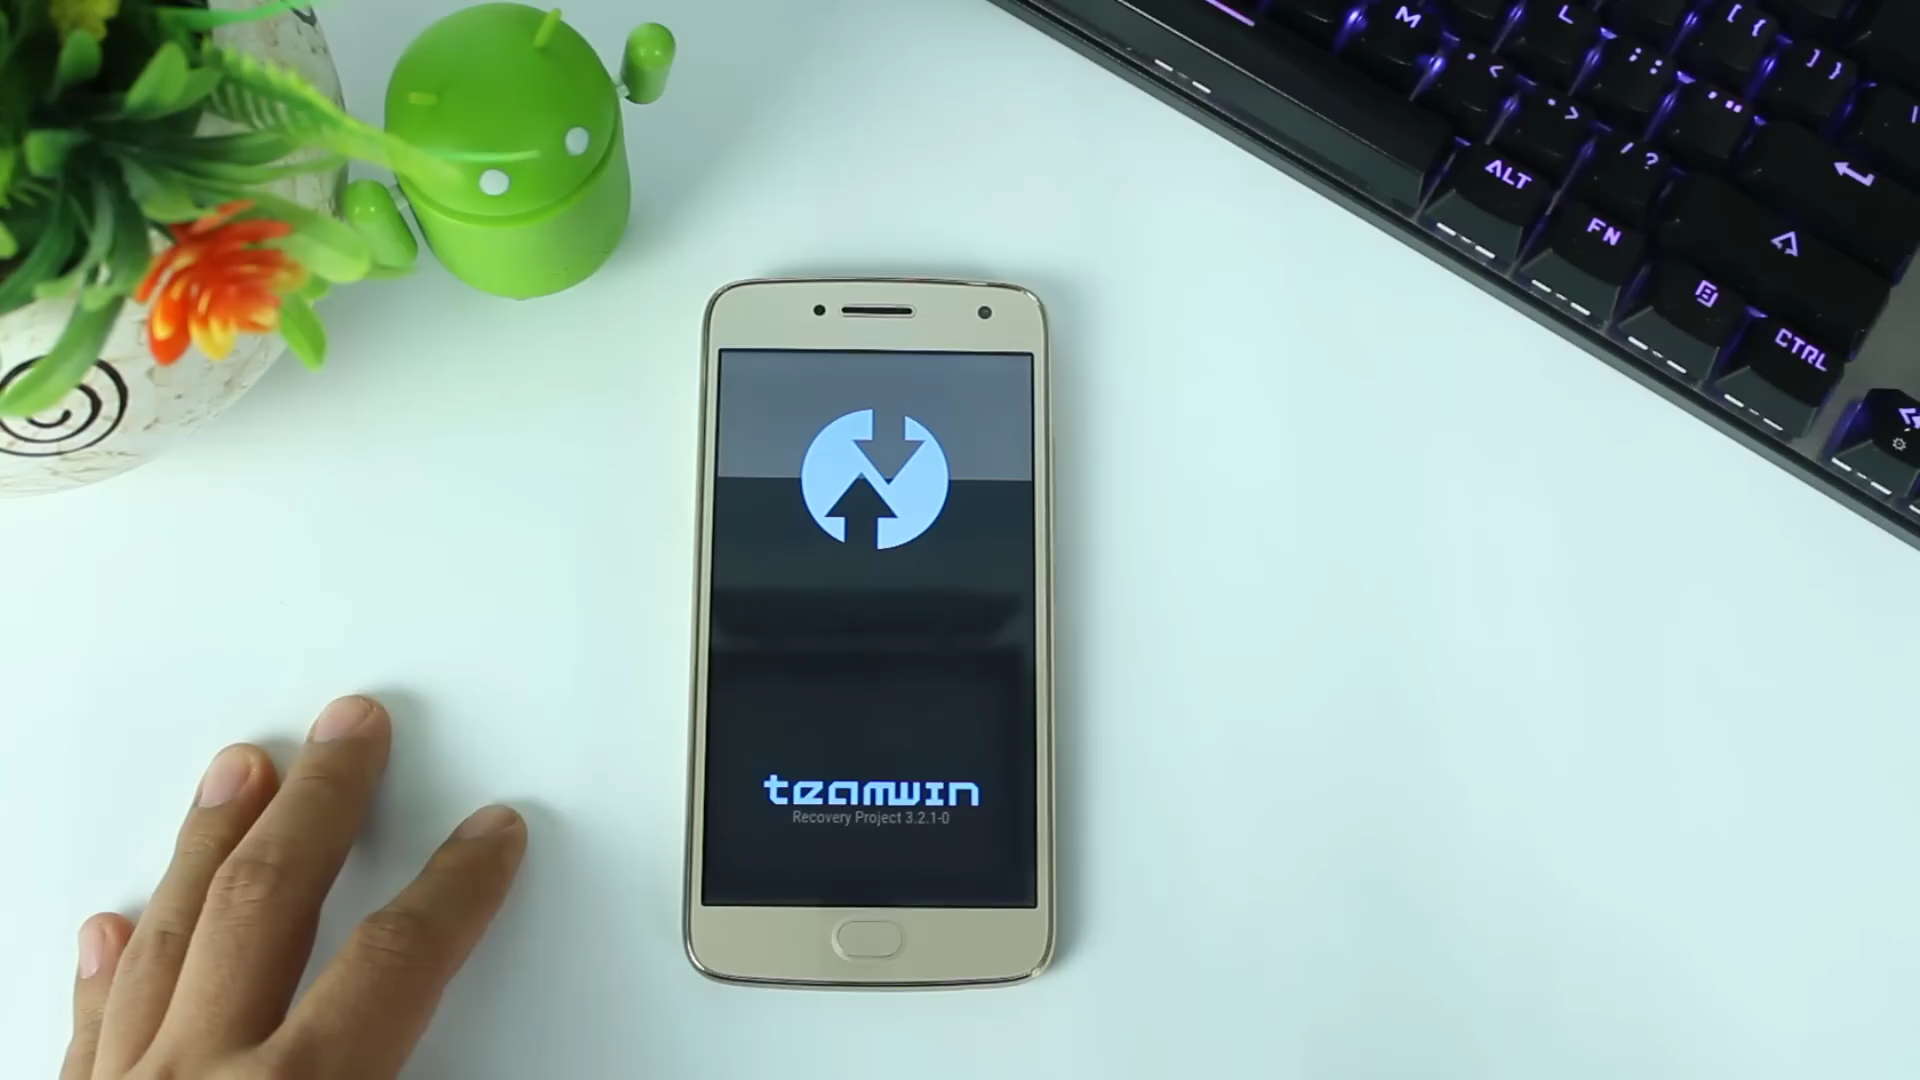 M
L
[ {
] }
, <
; :
. >
' "
/ ?
ALT
FN
CTRL
teamwin
Recovery Project 3.2.1-0